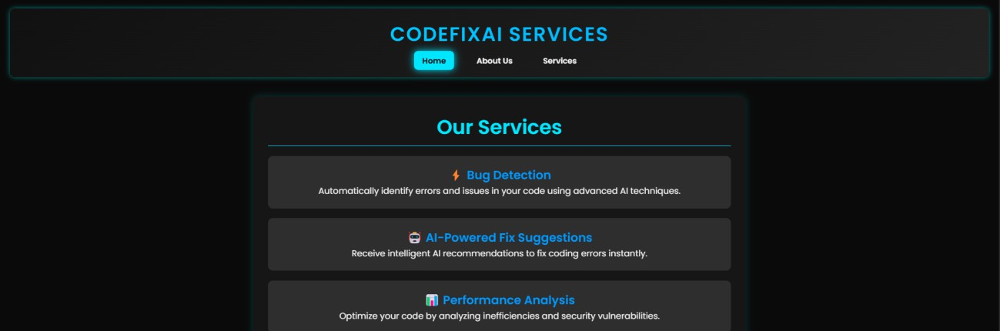 CODEFIXAI SERVICES
Home About Us Services
Our Services
⚡ Bug Detection
Automatically identify errors and issues in your code using advanced AI techniques.
🤖 AI-Powered Fix Suggestions
Receive intelligent AI recommendations to fix coding errors instantly.
📊 Performance Analysis
Optimize your code by analyzing inefficiencies and security vulnerabilities.